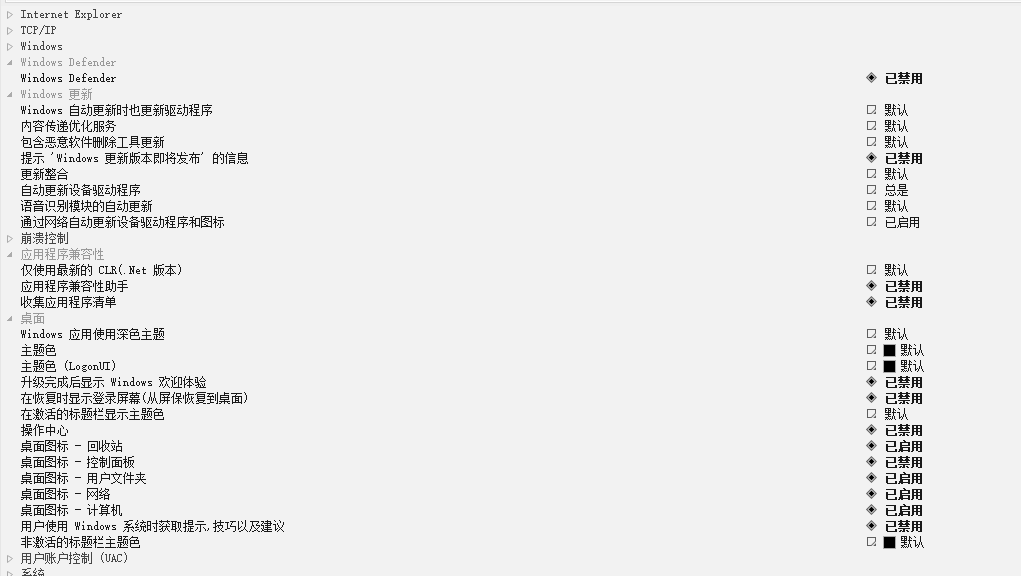 Internet Explorer
TCP/IP
Windows
Windows Defender
Windows Defender 已禁用
Windows 更新
Windows 自动更新时也更新驱动程序 默认
内容传递优化服务 默认
包含恶意软件删除工具更新 默认
提示 'Windows 更新版本即将发布' 的信息 已禁用
更新整合 默认
自动更新设备驱动程序 总是
语音识别模块的自动更新 默认
通过网络自动更新设备驱动程序和图标 已启用
崩溃控制
应用程序兼容性
仅使用最新的 CLR(.Net 版本) 默认
应用程序兼容性助手 已禁用
收集应用程序清单 已禁用
桌面
Windows 应用使用深色主题 默认
主题色 默认
主题色 (LogonUI) 默认
升级完成后显示 Windows 欢迎体验 已禁用
在恢复时显示登录屏幕(从屏保恢复到桌面) 已禁用
在激活的标题栏显示主题色 默认
操作中心 已禁用
桌面图标 - 回收站 已启用
桌面图标 - 控制面板 已禁用
桌面图标 - 用户文件夹 已启用
桌面图标 - 网络 已启用
桌面图标 - 计算机 已启用
用户使用 Windows 系统时获取提示,技巧以及建议 已禁用
非激活的标题栏主题色 默认
用户账户控制 (UAC)
系统